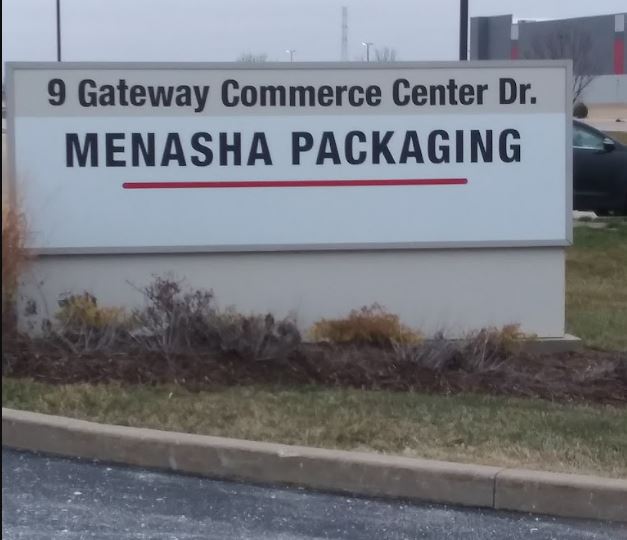 9 Gateway Commerce Center Dr.
MENASHA PACKAGING